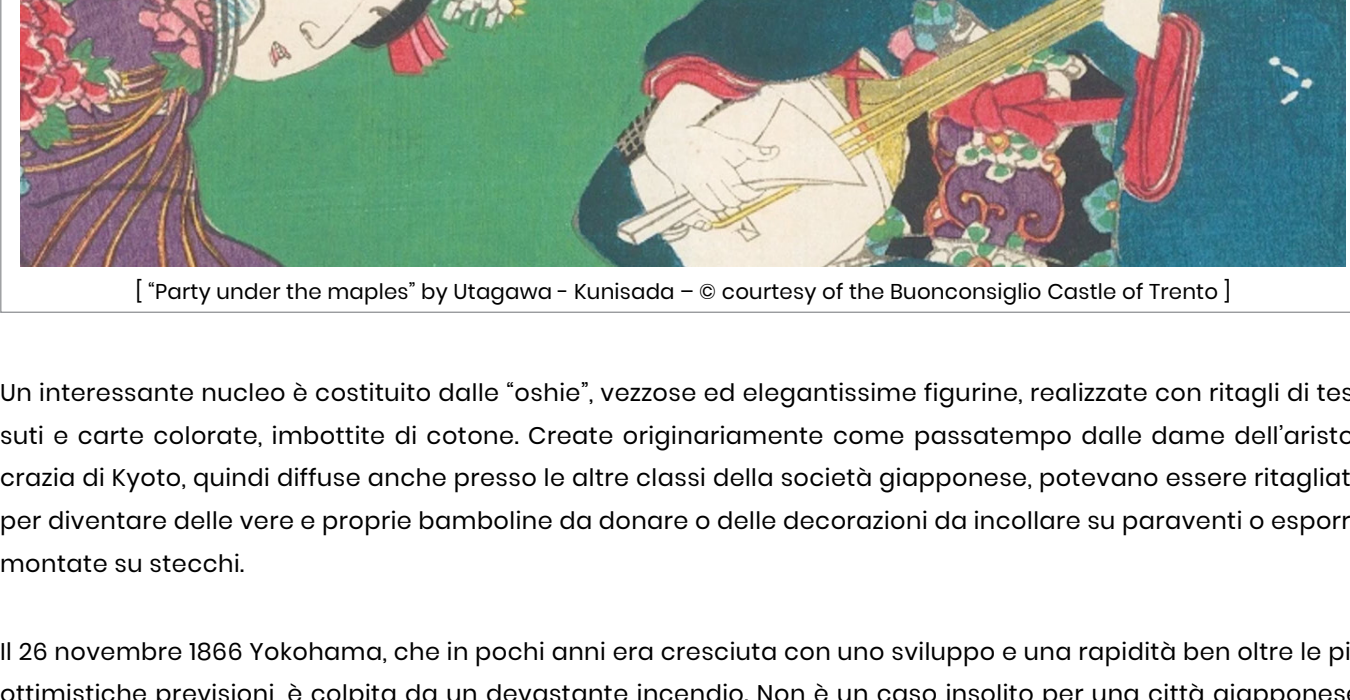 [ “Party under the maples” by Utagawa - Kunisada – © courtesy of the Buonconsiglio Castle of Trento ]
Un interessante nucleo è costituito dalle “oshie”, vezzose ed elegantissime figurine, realizzate con ritagli di tes
suti e carte colorate, imbottite di cotone. Create originariamente come passatempo dalle dame dell’aristo
crazia di Kyoto, quindi diffuse anche presso le altre classi della società giapponese, potevano essere ritagliat
per diventare delle vere e proprie bamboline da donare o delle decorazioni da incollare su paraventi o esporr
montate su stecchi.
Il 26 novembre 1866 Yokohama, che in pochi anni era cresciuta con uno sviluppo e una rapidità ben oltre le pi
ottimistiche previsioni, è colpita da un devastante incendio. Non è un caso insolito per una città giapponese